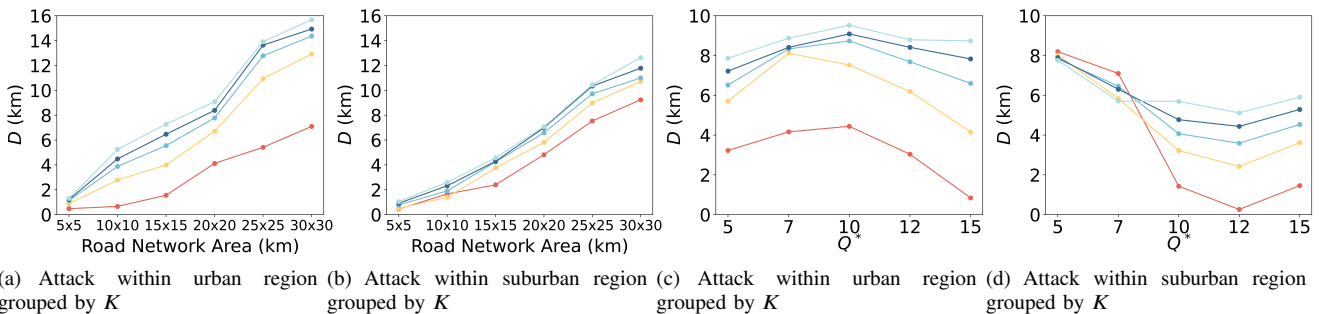 16
14
12
10
8
6
4
2
0
D (km)
5x5 10x10 15x15 20x20 25x25 30x30
Road Network Area (km)
16
14
12
10
8
6
4
2
0
D (km)
5x5 10x10 15x15 20x20 25x25 30x30
Road Network Area (km)
10
8
6
4
2
0
D (km)
5 7 10 12 15
Q*
10
8
6
4
2
0
D (km)
5 7 10 12 15
Q*
(a) Attack within urban region
grouped by K
(b) Attack within suburban region
grouped by K
(c) Attack within urban region
grouped by K
(d) Attack within suburban region
grouped by K